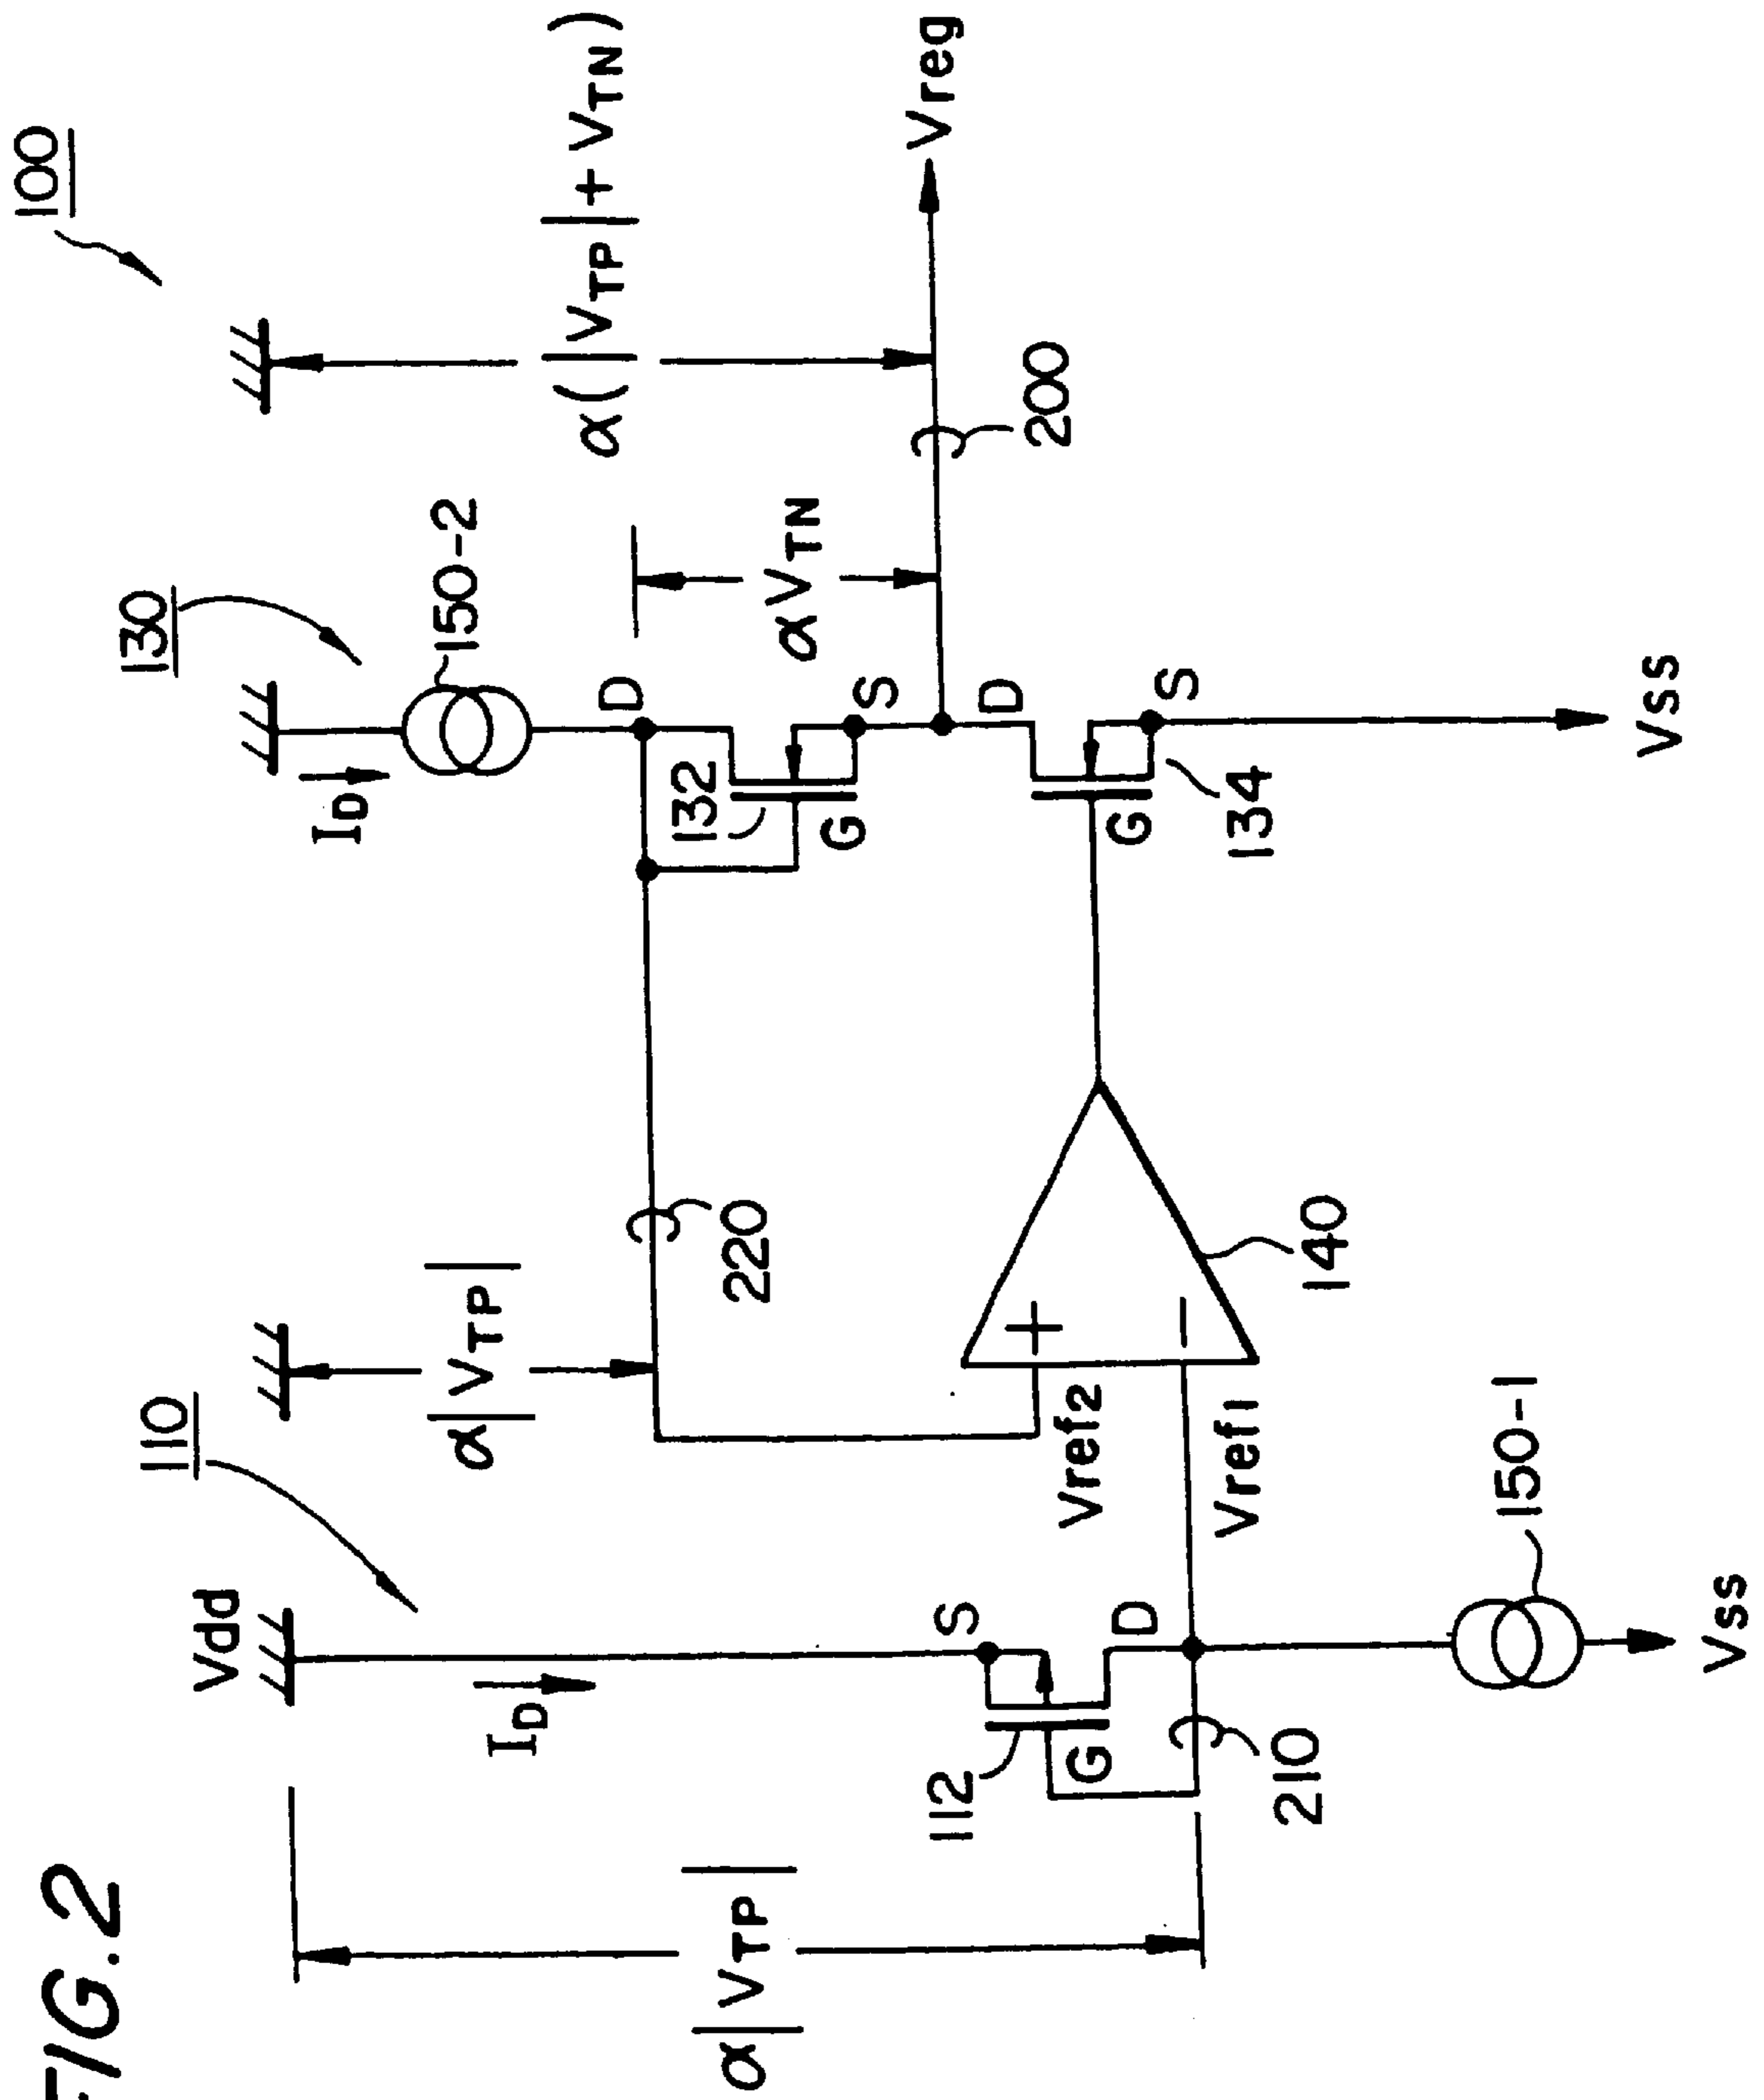 FIG.2
100
110
130
Vdd
ID
ID
150-2
α|VTP|
α|VTP|
α(|VTP|+VTN)
αVTN
D
S
D
S
G
132
G
134
200
Vreg
220
Vref2
Vref1
+
−
140
S
D
G
112
210
150-1
Vss
Vss